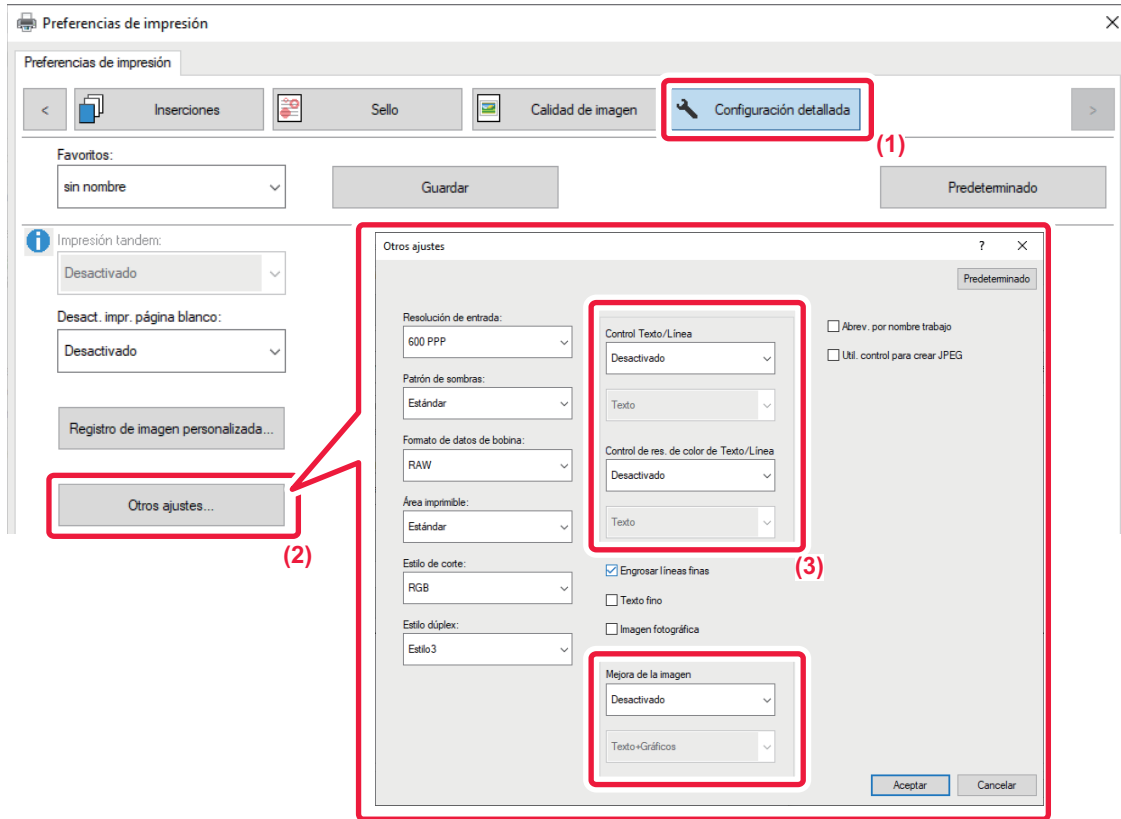 Preferencias de impresión
Preferencias de impresión
< Inserciones Sello Calidad de imagen Configuración detallada >
(1)
Favoritos:
sin nombre Guardar Predeterminado
Impresión tandem:
Desactivado
Desact. impr. página blanco:
Desactivado
Registro de imagen personalizada...
Otros ajustes...
(2)
Otros ajustes ?
Predeterminado
Resolución de entrada:
600 PPP
Patrón de sombras:
Estándar
Formato de datos de bobina:
RAW
Área imprimible:
Estándar
Estilo de corte:
RGB
Estilo dúplex:
Estilo3
Control Texto/Línea
Desactivado
Texto
Control de res. de color de Texto/Línea
Desactivado
Texto
(3)
Engrosar líneas finas
Texto fino
Imagen fotográfica
Mejora de la imagen
Desactivado
Texto+Gráficos
Abrev. por nombre trabajo
Util. control para crear JPEG
Aceptar Cancelar